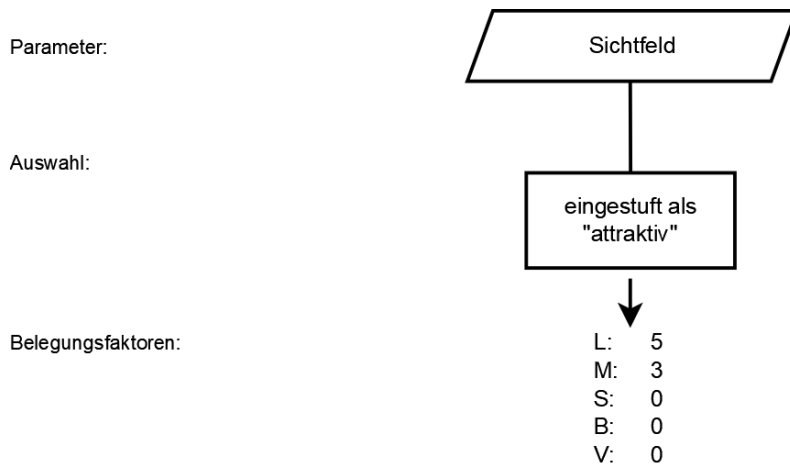 Parameter:
Sichtfeld
Auswahl:
eingestuft als
"attraktiv"
Belegungsfaktoren:
L: 5
M: 3
S: 0
B: 0
V: 0